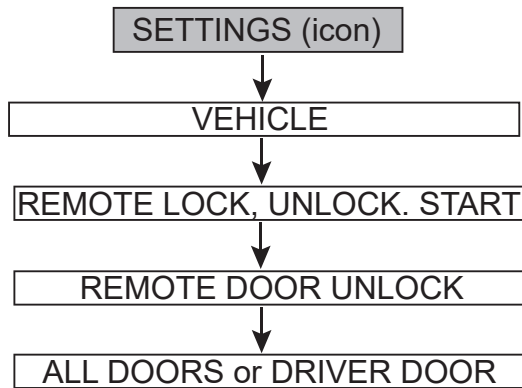 SETTINGS (icon)
VEHICLE
REMOTE LOCK, UNLOCK. START
REMOTE DOOR UNLOCK
ALL DOORS or DRIVER DOOR